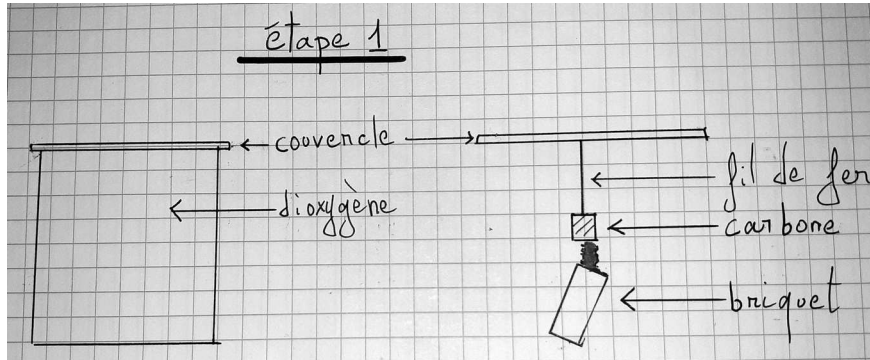 étape 1
couvercle
fil de fer
dioxygène
carbone
briquet